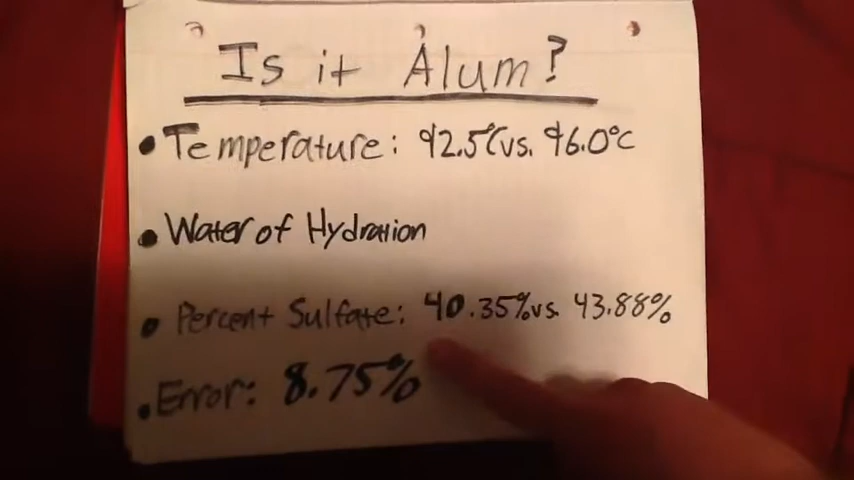 Is it Alum?
• Temperature: 92.5°C vs. 96.0°C
• Water of Hydration
• Percent Sulfate: 40.35% vs. 43.88%
• Error: 8.75%